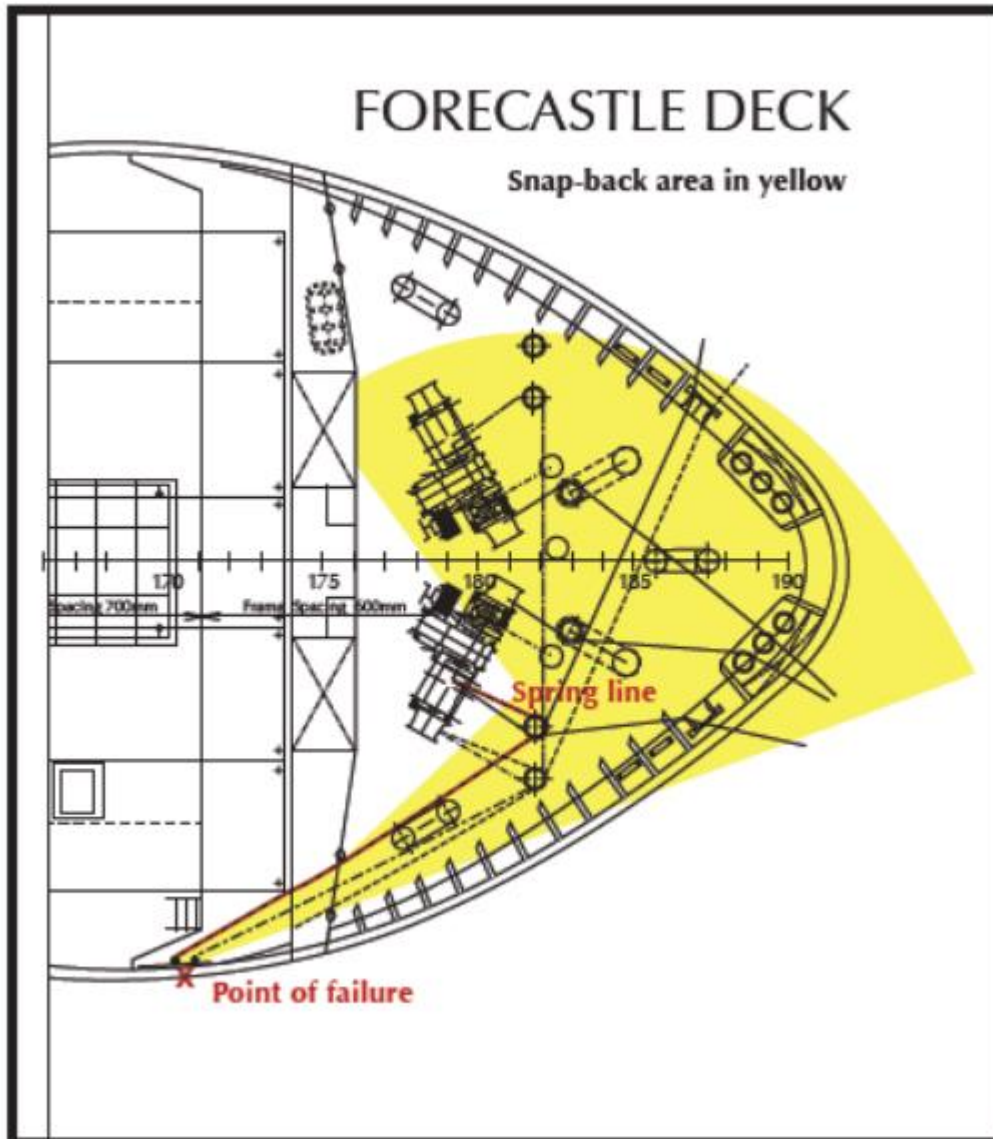 FORECASTLE DECK
Snap-back area in yellow
170 175 180 185 190
Spacing 700mm Frame Spacing 600mm
Spring line
X
Point of failure